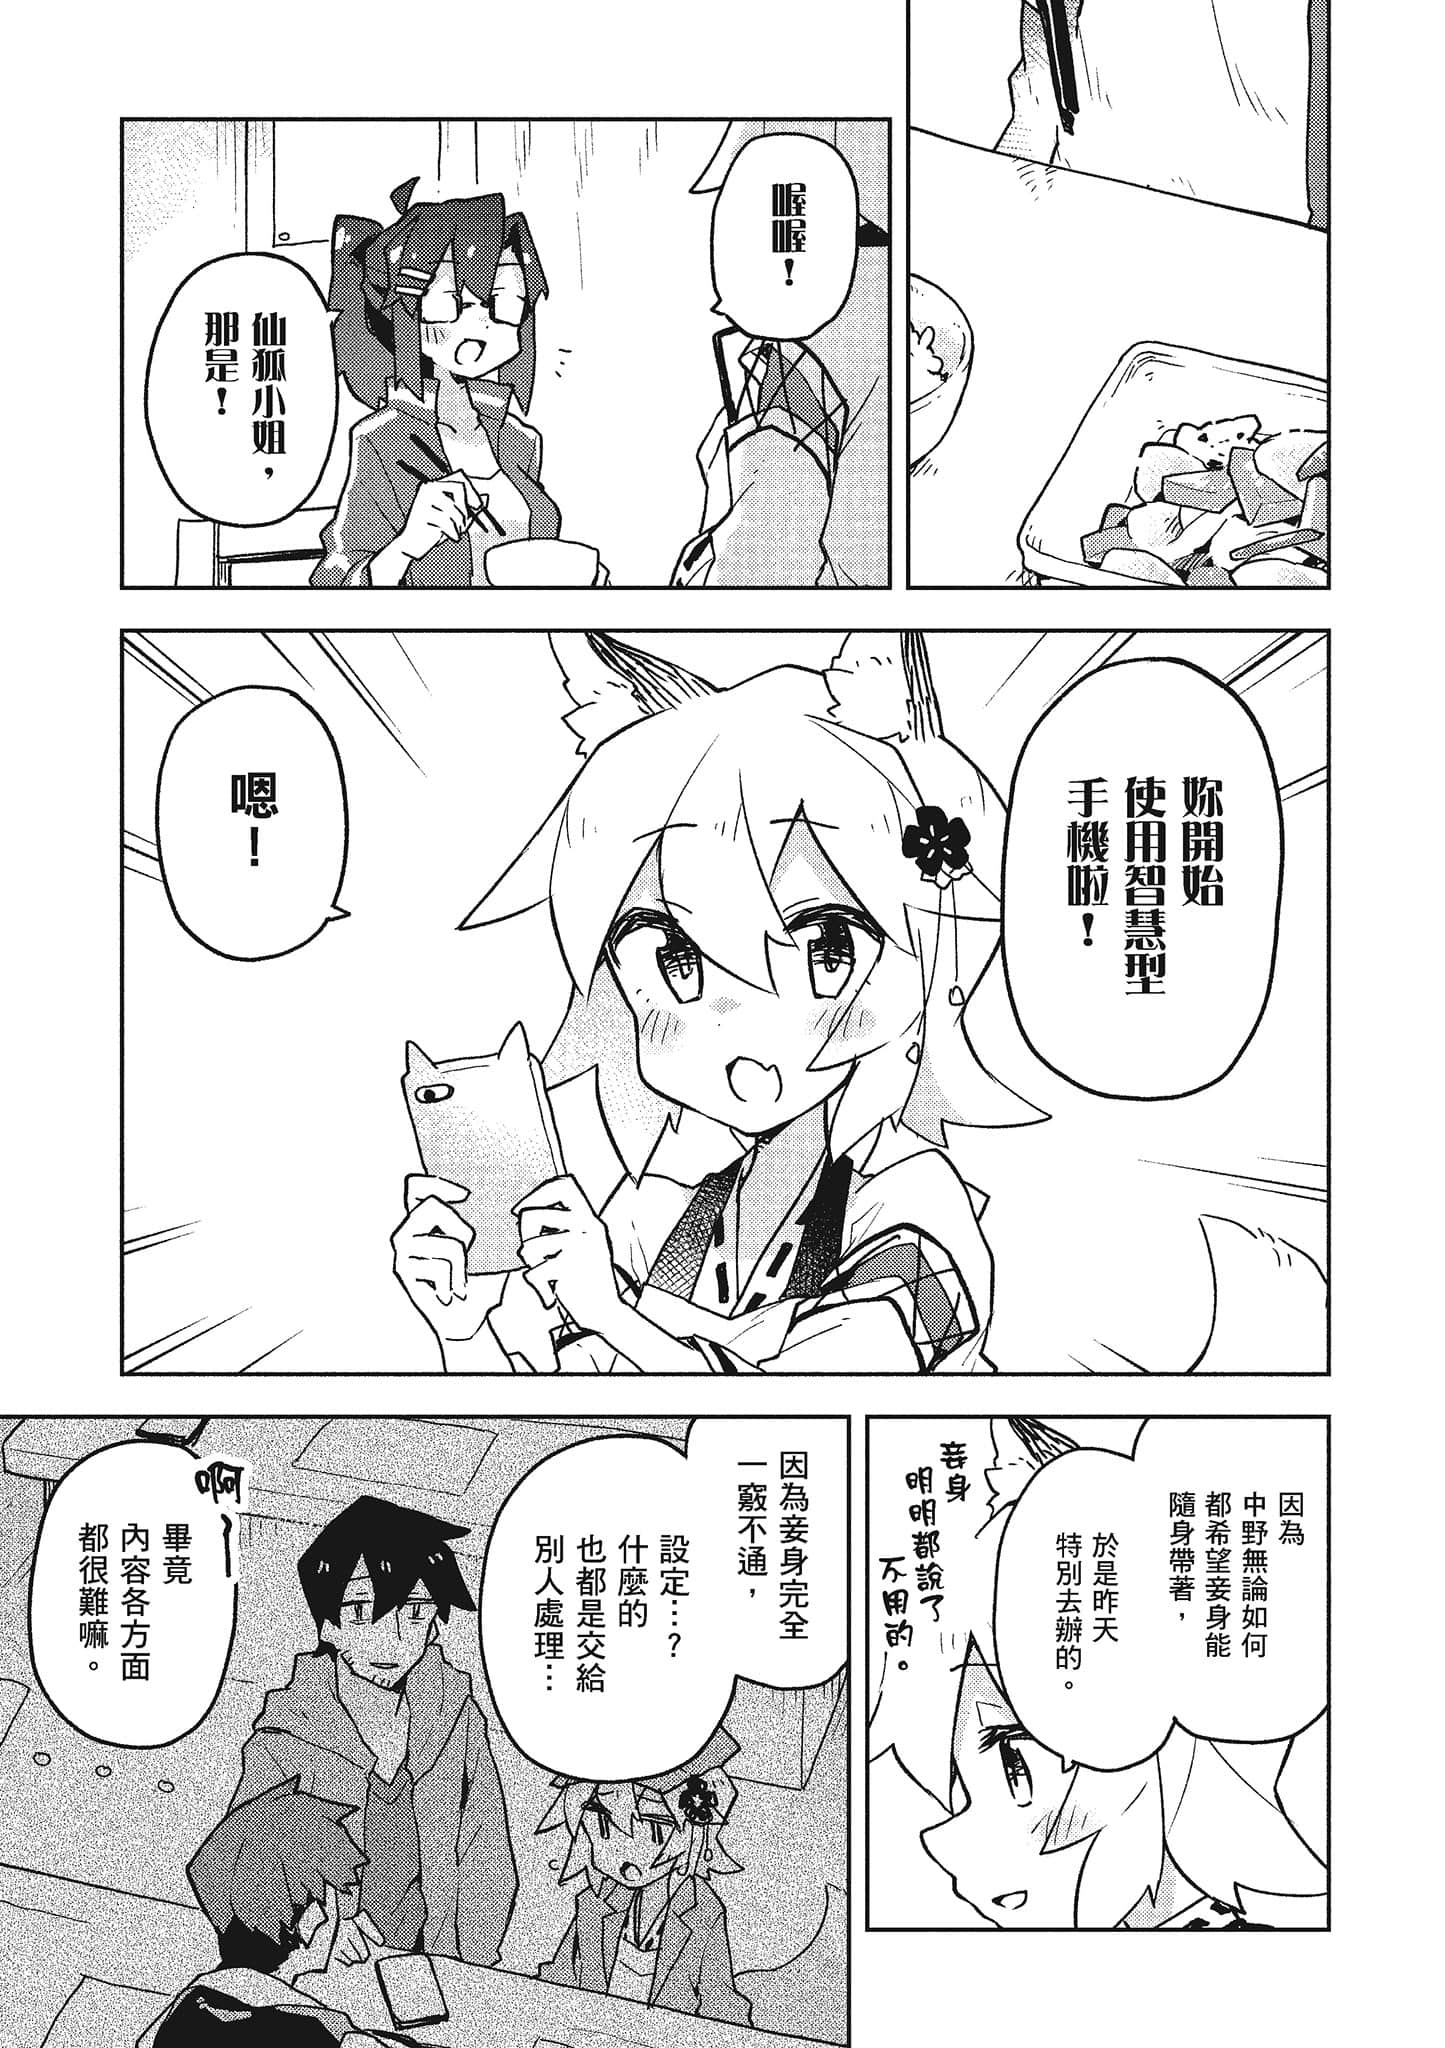 喔喔！
仙狐小姐，
那是！
妳開始
使用智慧型
手機啦！
嗯！
因為
中野無論如何
都希望妾身能
隨身帶著，
於是昨天
特別去辦的。
妾身
明明都說了
不用的。
因為妾身完全
一竅不通，
設定…？
什麼的
也都是交給
別人處理…
啊—
畢竟
內容各方面
都很難嘛。